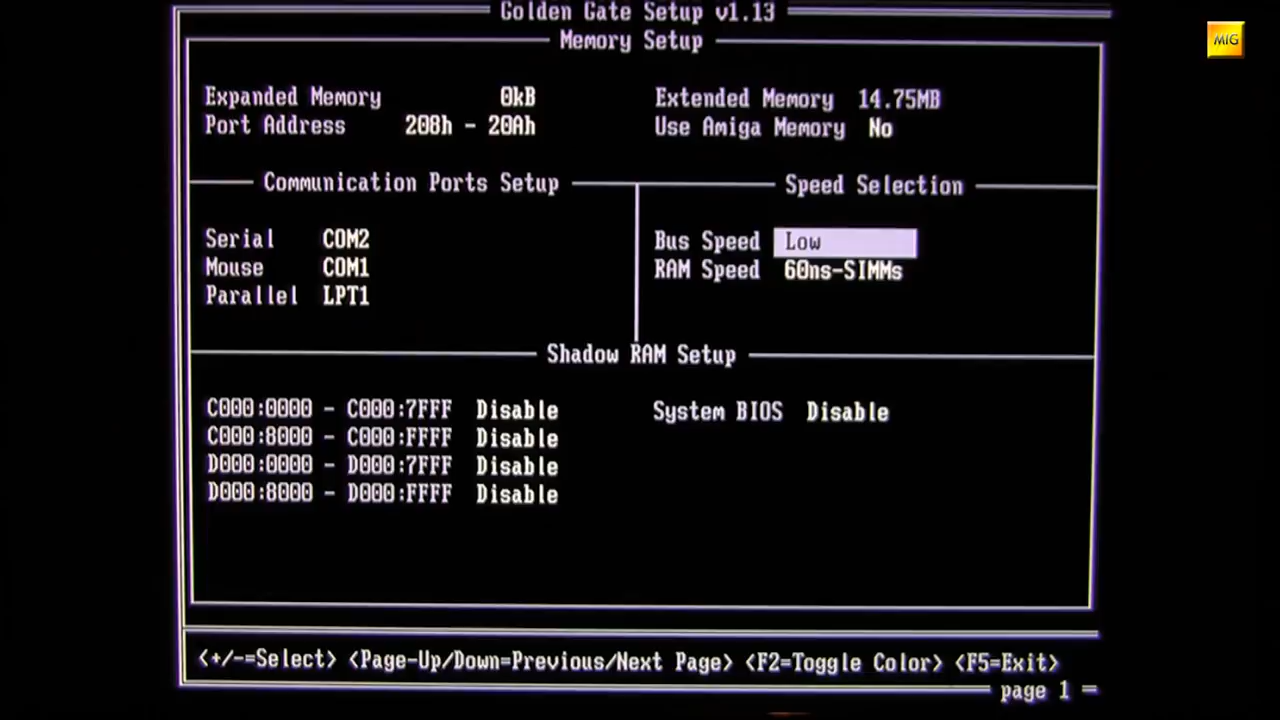 Golden Gate Setup v1.13
MIG
Memory Setup
Expanded Memory 0kB Extended Memory 14.75MB
Port Address 208h - 20Ah Use Amiga Memory No
Communication Ports Setup Speed Selection
Serial COM2 Bus Speed Low
Mouse COM1 RAM Speed 60ns-SIMMs
Parallel LPT1
Shadow RAM Setup
C000:0000 - C000:7FFF Disable System BIOS Disable
C000:8000 - C000:FFFF Disable
D000:0000 - D000:7FFF Disable
D000:8000 - D000:FFFF Disable
<+/-=Select> <Page-Up/Down=Previous/Next Page> <F2=Toggle Color> <F5=Exit>
page 1